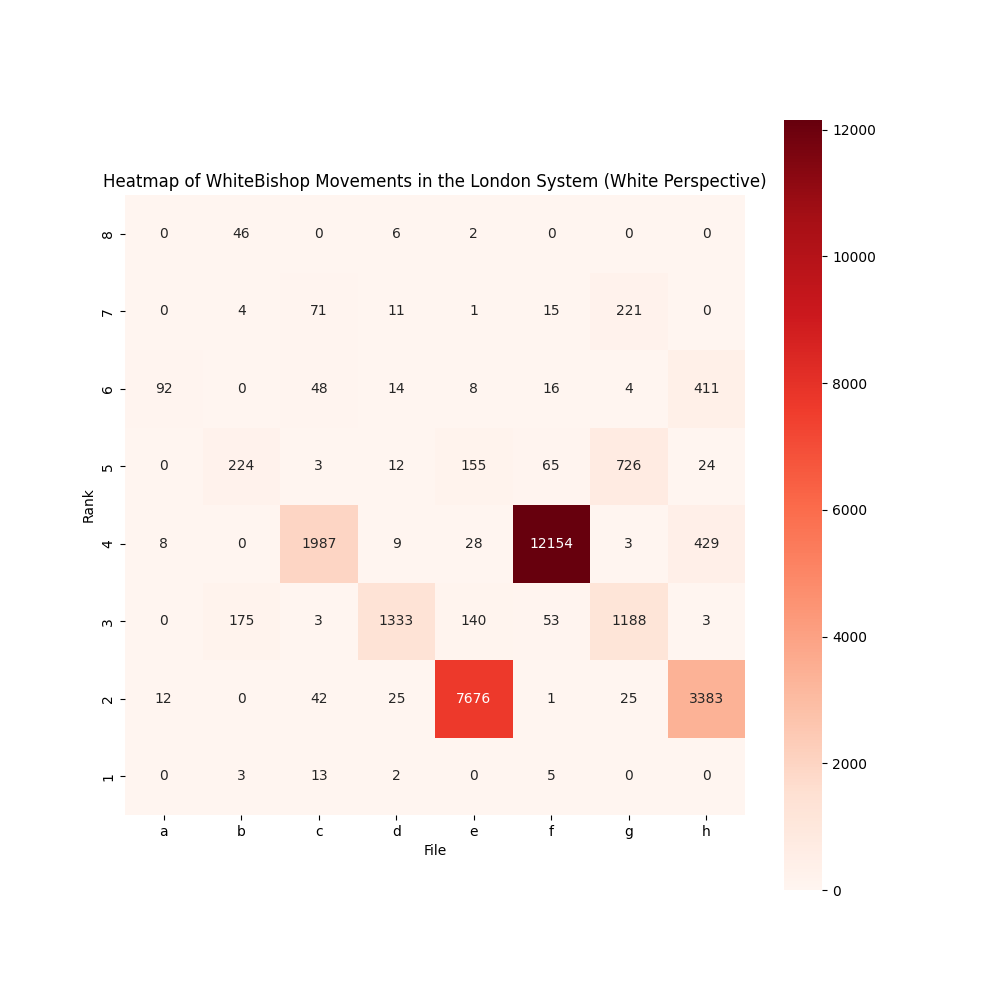 Heatmap of WhiteBishop Movements in the London System (White Perspective)
8 0 46 0 6 2 0 0 0
7 0 4 71 11 1 15 221 0
6 92 0 48 14 8 16 4 411
5 0 224 3 12 155 65 726 24
4 8 0 1987 9 28 12154 3 429
3 0 175 3 1333 140 53 1188 3
2 12 0 42 25 7676 1 25 3383
1 0 3 13 2 0 5 0 0
Rank
a b c d e f g h
File
12000
10000
8000
6000
4000
2000
0